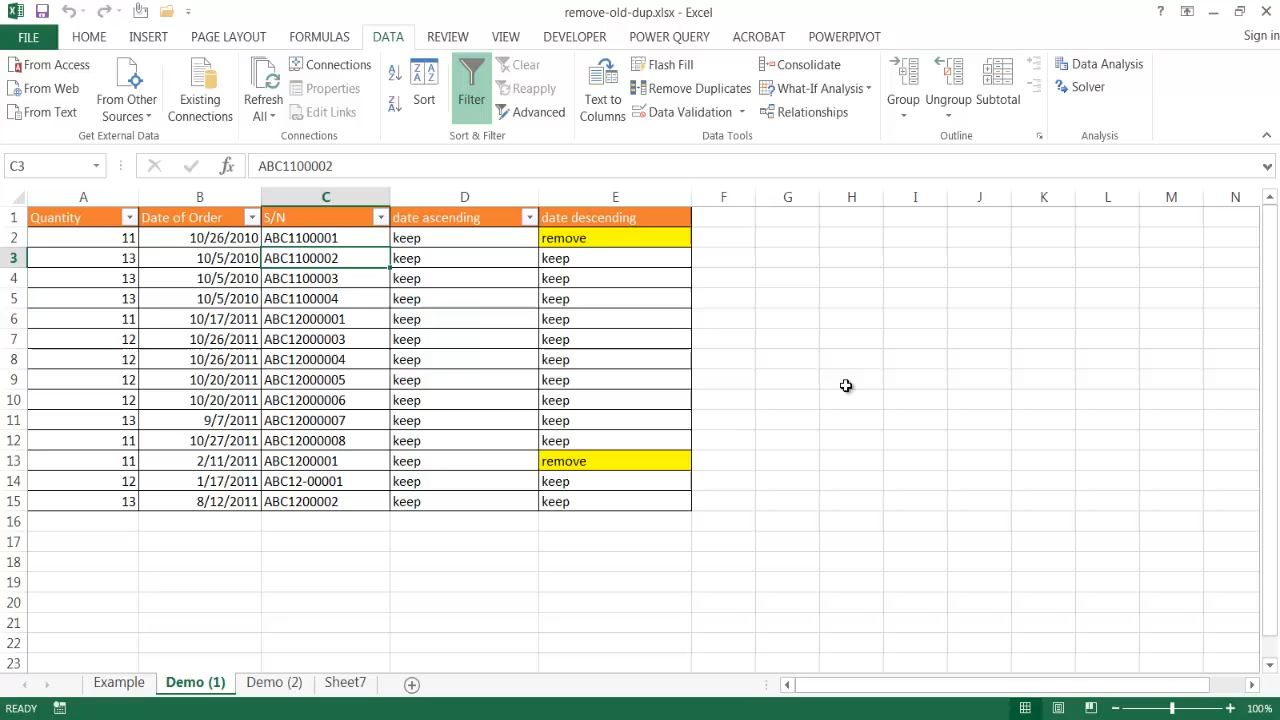 remove-old-dup.xlsx - Excel
FILE HOME INSERT PAGE LAYOUT FORMULAS DATA REVIEW VIEW DEVELOPER POWER QUERY ACROBAT POWERPIVOT Sign in
From Access
From Web
From Text
From Other Sources
Existing Connections
Get External Data
Refresh All
Connections
Properties
Edit Links
Connections
Sort
Filter
Clear
Reapply
Advanced
Sort & Filter
Text to Columns
Flash Fill
Remove Duplicates
Data Validation
Consolidate
What-If Analysis
Relationships
Data Tools
Group
Ungroup
Subtotal
Outline
Data Analysis
Solver
Analysis
C3 fx ABC1100002
A B C D E F G H I J K L M N
1 Quantity Date of Order S/N date ascending date descending
2 11 10/26/2010 ABC1100001 keep remove
3 13 10/5/2010 ABC1100002 keep keep
4 13 10/5/2010 ABC1100003 keep keep
5 13 10/5/2010 ABC1100004 keep keep
6 11 10/17/2011 ABC12000001 keep keep
7 12 10/26/2011 ABC12000003 keep keep
8 12 10/26/2011 ABC12000004 keep keep
9 12 10/20/2011 ABC12000005 keep keep
10 12 10/20/2011 ABC12000006 keep keep
11 13 9/7/2011 ABC12000007 keep keep
12 11 10/27/2011 ABC12000008 keep keep
13 11 2/11/2011 ABC1200001 keep remove
14 12 1/17/2011 ABC12-00001 keep keep
15 13 8/12/2011 ABC1200002 keep keep
16
17
18
19
20
21
22
23
Example Demo (1) Demo (2) Sheet7
READY 100%